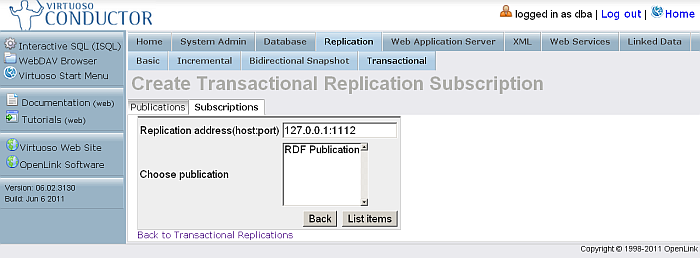 VIRTUOSO
CONDUCTOR
logged in as dba | Log out | Home
Interactive SQL (ISQL)
WebDAV Browser
Virtuoso Start Menu
Documentation (web)
Tutorials (web)
Virtuoso Web Site
OpenLink Software
Version: 06.02.3130
Build: Jun 6 2011
Home System Admin Database Replication Web Application Server XML Web Services Linked Data
Basic Incremental Bidirectional Snapshot Transactional
Create Transactional Replication Subscription
Publications Subscriptions
Replication address(host:port) 127.0.0.1:1112
Choose publication RDF Publication
Back List items
Back to Transactional Replications
Copyright © 1998-2011 OpenLink